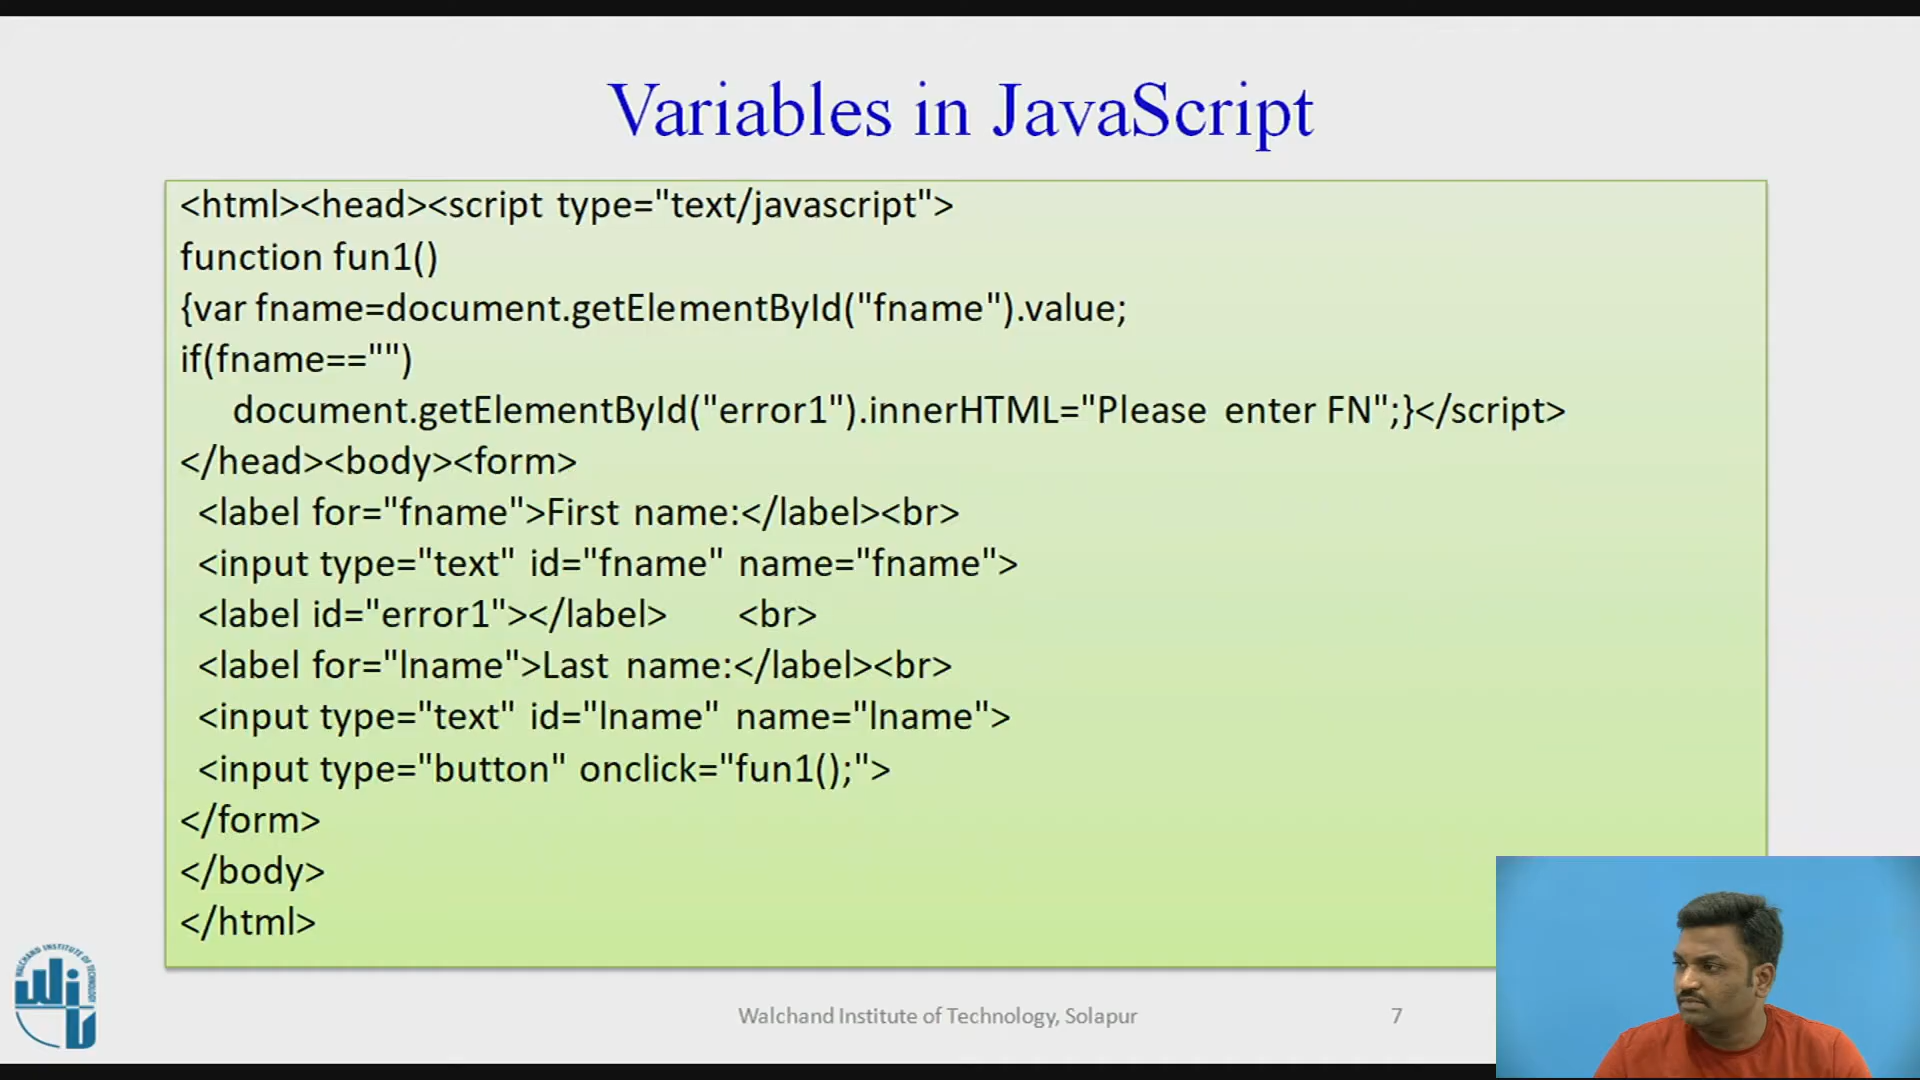 Variables in JavaScript
<html><head><script type="text/javascript">
function fun1()
{var fname=document.getElementById("fname").value;
if(fname=="")
document.getElementById("error1").innerHTML="Please enter FN";}</script>
</head><body><form>
<label for="fname">First name:</label><br>
<input type="text" id="fname" name="fname">
<label id="error1"></label> <br>
<label for="lname">Last name:</label><br>
<input type="text" id="lname" name="lname">
<input type="button" onclick="fun1();">
</form>
</body>
</html>
WALCHAND INSTITUTE OF TECHNOLOGY
Walchand Institute of Technology, Solapur
7